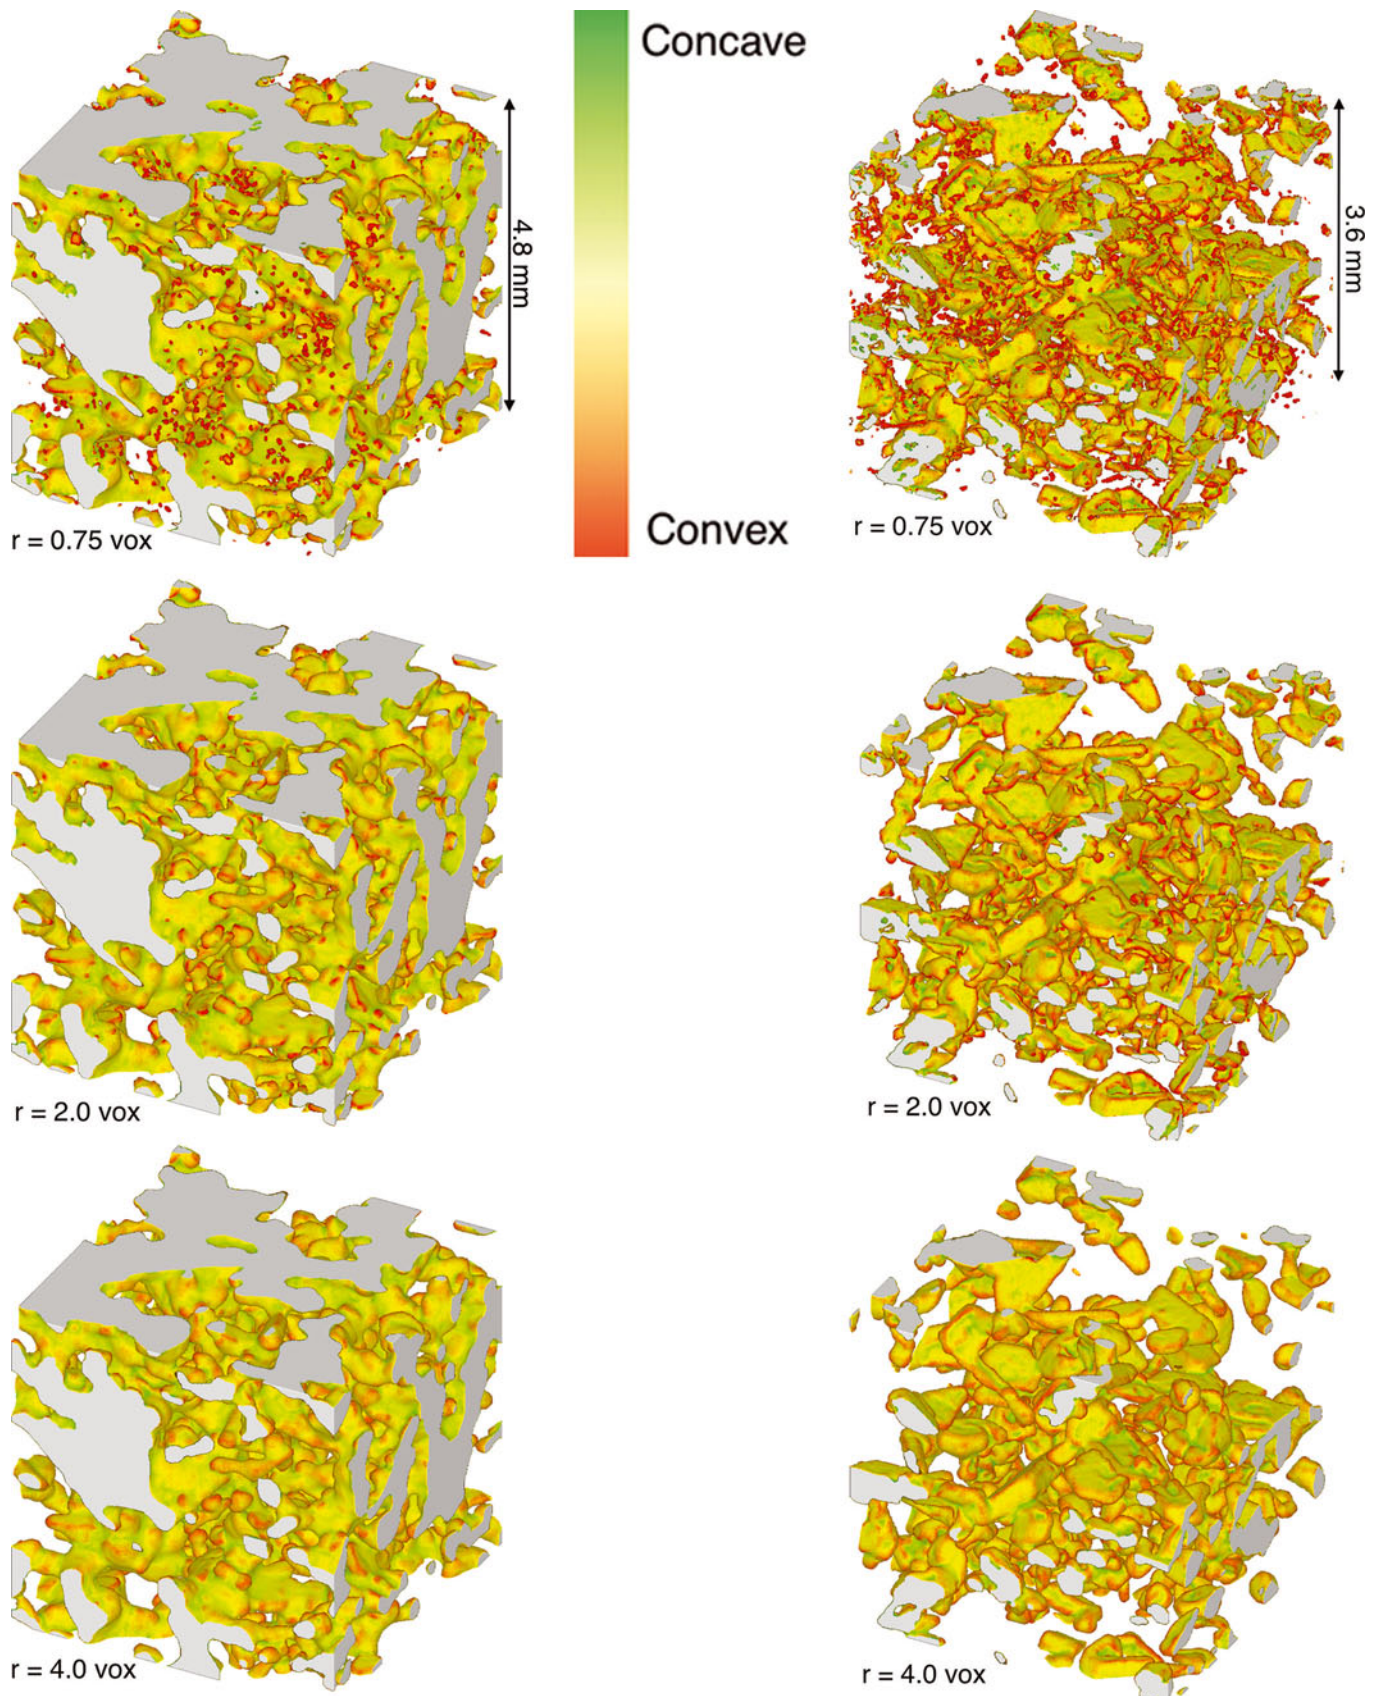 Concave
4.8 mm
3.6 mm
Convex
r = 0.75 vox
r = 0.75 vox
r = 2.0 vox
r = 2.0 vox
r = 4.0 vox
r = 4.0 vox